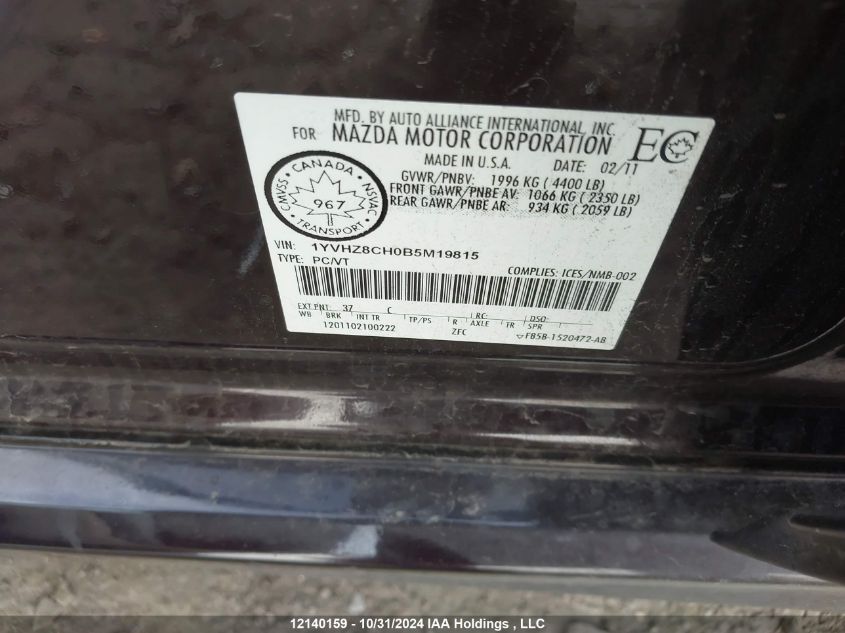 MFD. BY AUTO ALLIANCE INTERNATIONAL, INC.
FOR MAZDA MOTOR CORPORATION
EC
MADE IN U.S.A. DATE: 02/11
GVWR/PNBV: 1996 KG ( 4400 LB)
FRONT GAWR/PNBE AV: 1066 KG ( 2350 LB)
REAR GAWR/PNBE AR: 934 KG ( 2059 LB)
CANADA
CMVSS 967 NSVAC
TRANSPORT
VIN: 1YVHZ8CH0B5M19815
TYPE: PC/VT
COMPLIES: ICES/NMB-002
EXT PNT: 37 C RC: DSO:
WB BRK INT TR TP/PS R AXLE TR SPR
1201102100222 ZFC
FB5B-1520472-AB
12140159 - 10/31/2024 IAA Holdings , LLC